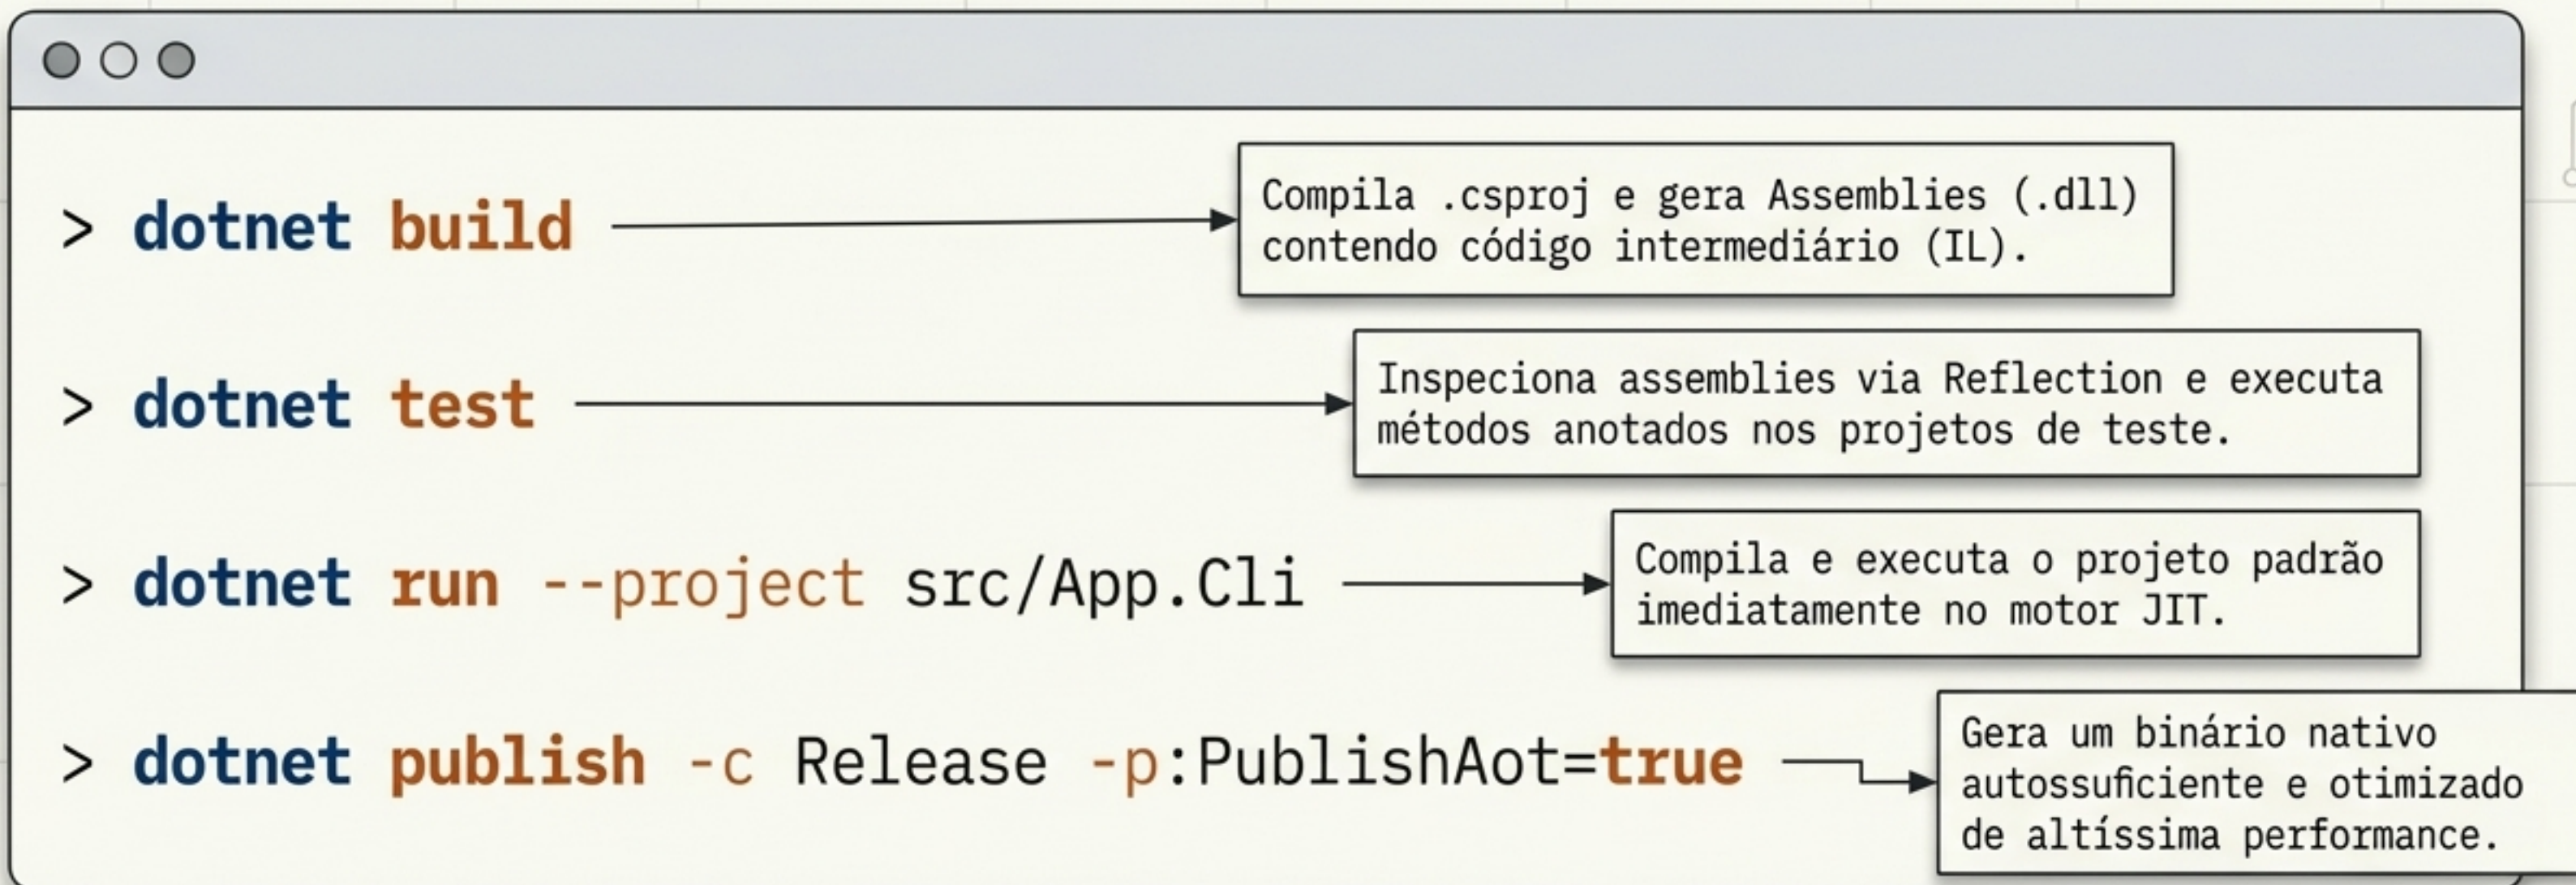 > dotnet build
Compila .csproj e gera Assemblies (.dll)
contendo código intermediário (IL).
> dotnet test
Inspeciona assemblies via Reflection e executa
métodos anotados nos projetos de teste.
> dotnet run --project src/App.Cli
Compila e executa o projeto padrão
imediatamente no motor JIT.
> dotnet publish -c Release -p:PublishAot=true
Gera um binário nativo
autossuficiente e otimizado
de altíssima performance.